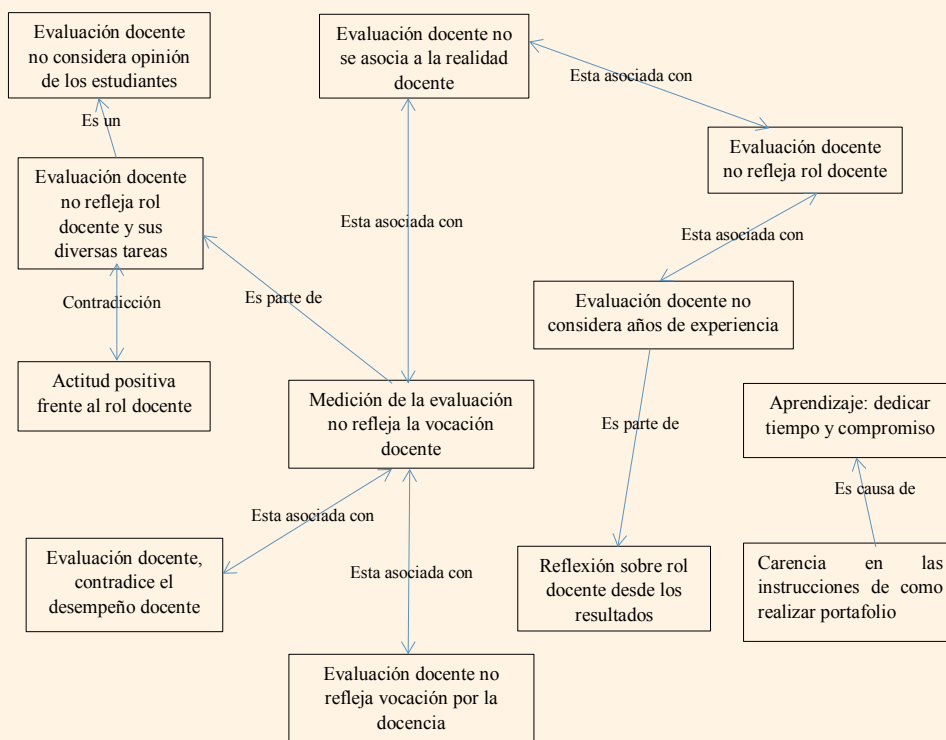 Evaluación docente
no considera opinión
de los estudiantes
Evaluación docente no
se asocia a la realidad
docente
Esta asociada con
Es un
Evaluación docente
no refleja rol docente
Evaluación docente
no refleja rol
docente y sus
diversas tareas
Esta asociada con
Esta asociada con
Contradicción
Es parte de
Evaluación docente no
considera años de experiencia
Actitud positiva
frente al rol docente
Medición de la evaluación
no refleja la vocación
docente
Es parte de
Aprendizaje: dedicar
tiempo y compromiso
Es causa de
Esta asociada con
Evaluación docente,
contradice el
desempeño docente
Esta asociada con
Reflexión sobre rol
docente desde los
resultados
Carencia en las
instrucciones de como
realizar portafolio
Evaluación docente no
refleja vocación por la
docencia